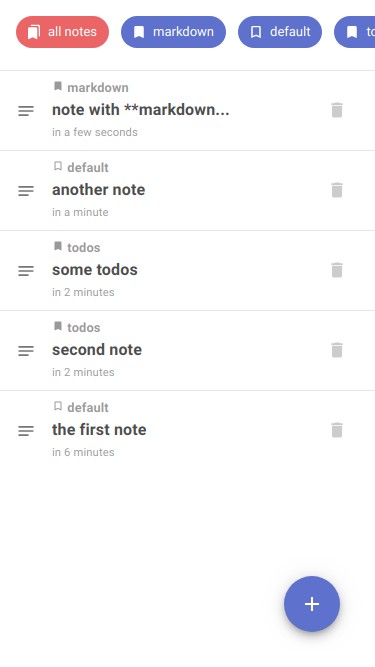 all notes markdown default to
markdown
note with **markdown...
in a few seconds
default
another note
in a minute
todos
some todos
in 2 minutes
todos
second note
in 2 minutes
default
the first note
in 6 minutes